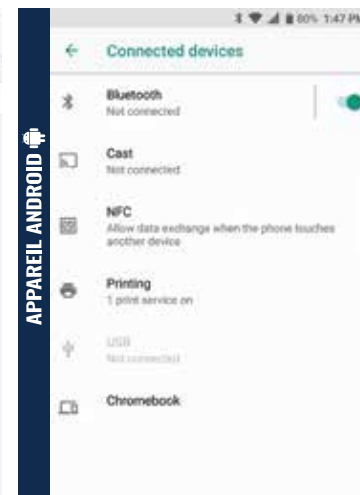 80% 1:47 PM
Connected devices
Bluetooth
Not connected
Cast
Not connected
NFC
Allow data exchange when the phone touches
another device
Printing
1 print service on
USB
Not connected
Chromebook
APPAREIL ANDROID